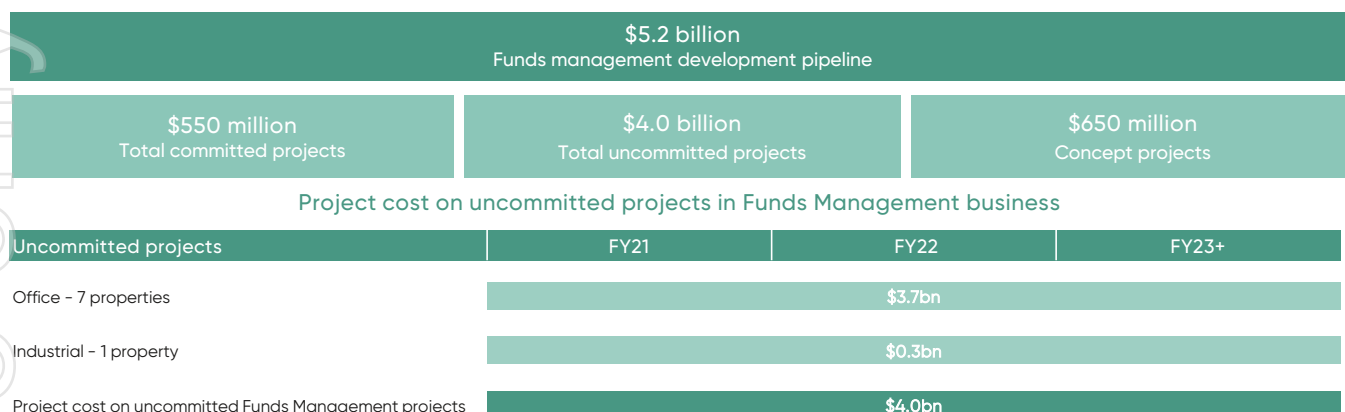 $5.2 billion
Funds management development pipeline
$550 million
Total committed projects
$4.0 billion
Total uncommitted projects
$650 million
Concept projects
Project cost on uncommitted projects in Funds Management business
Uncommitted projects FY21 FY22 FY23+
Office - 7 properties $3.7bn
Industrial - 1 property $0.3bn
Project cost on uncommitted Funds Management projects $4.0bn